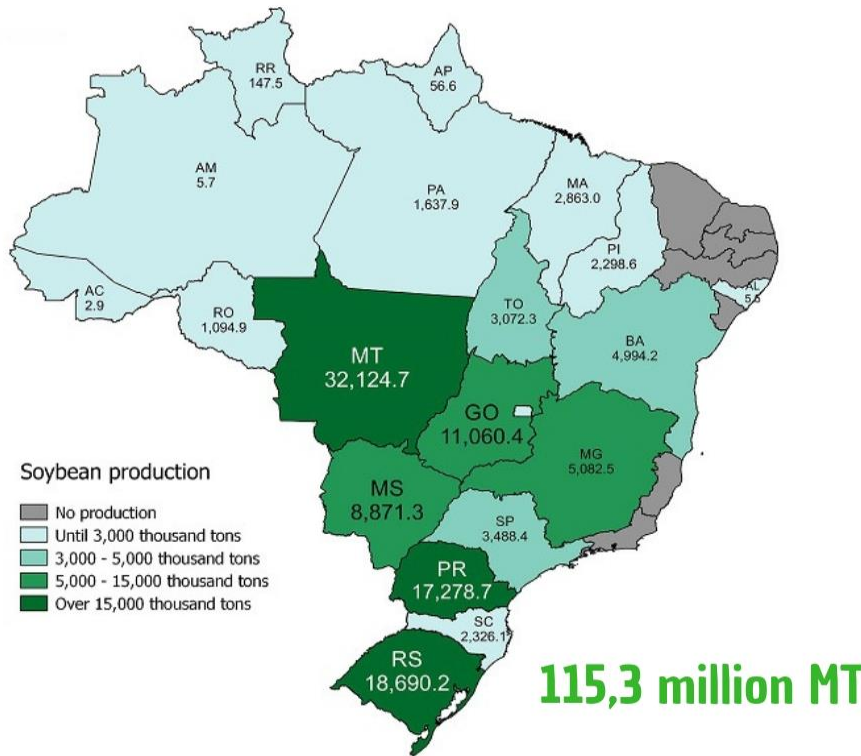 RR
147.5
AP
56.6
AM
5.7
PA
1,637.9
MA
2,863.0
PI
2,298.6
AC
2.9
RO
1,094.9
TO
3,072.3
AL
5.5
BA
4,994.2
MT
32,124.7
GO
11,060.4
MG
5,082.5
MS
8,871.3
SP
3,488.4
PR
17,278.7
SC
2,326.1
RS
18,690.2
Soybean production
No production
Until 3,000 thousand tons
3,000 - 5,000 thousand tons
5,000 - 15,000 thousand tons
Over 15,000 thousand tons
115,3 million MT